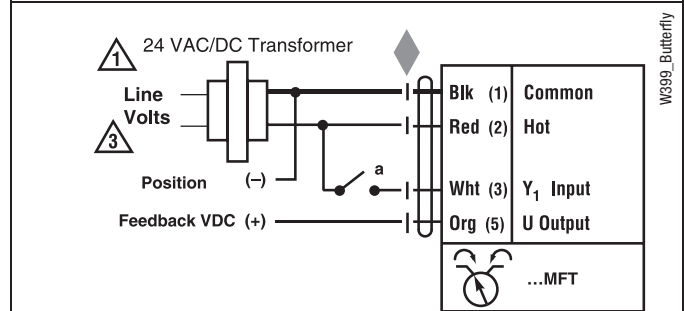 1 24 VAC/DC Transformer
Line
Volts
3
Position (–)
Feedback VDC (+)
a
Blk (1) Common
Red (2) Hot
Wht (3) Y₁ Input
Org (5) U Output
...MFT
W399_Butterfly